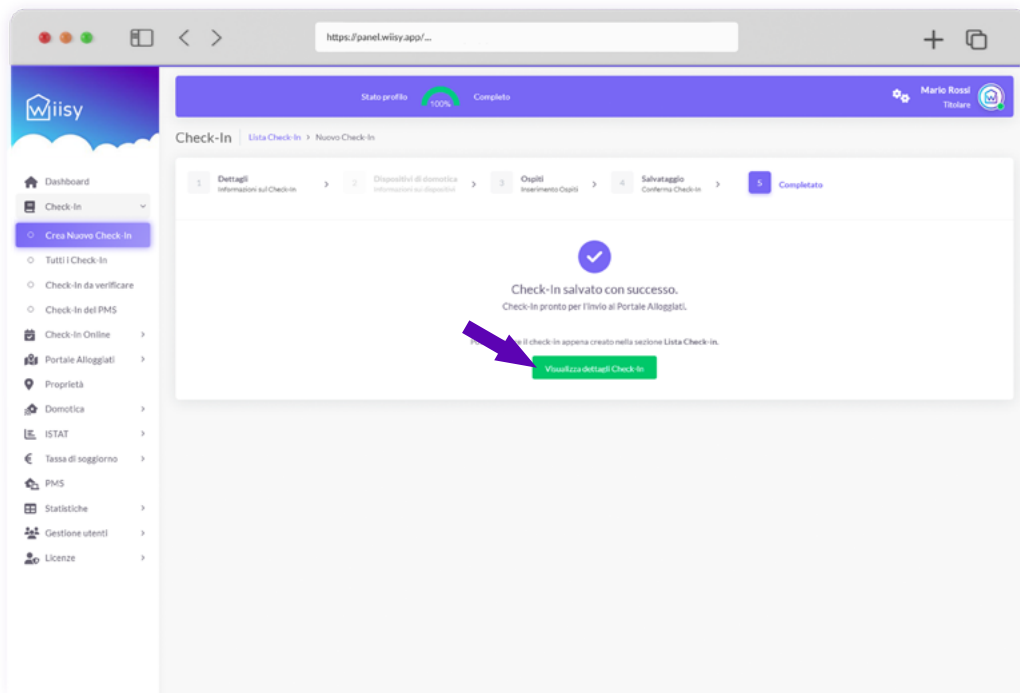 https://panel.wiisy.app/...
Wiisy
Stato profilo 100% Completo
Mario Rossi
Titolare
Check-In Lista Check-In > Nuovo Check-In
1 Dettagli
Informazioni sul Check-In
2 Dispositivi di domotica
Informazioni sui dispositivi
3 Ospiti
Inserimento Ospiti
4 Salvataggio
Conferma Check-In
5 Completato
Dashboard
Check-In
Crea Nuovo Check-In
Tutti i Check-In
Check-In da verificare
Check-In del PMS
Check-In Online
Portale Alloggiati
Proprietà
Domotica
ISTAT
Tassa di soggiorno
PMS
Statistiche
Gestione utenti
Licenze
Check-In salvato con successo.
Check-In pronto per l'invio al Portale Alloggiati.
il check-in appena creato nella sezione Lista Check-in.
Visualizza dettagli Check-In